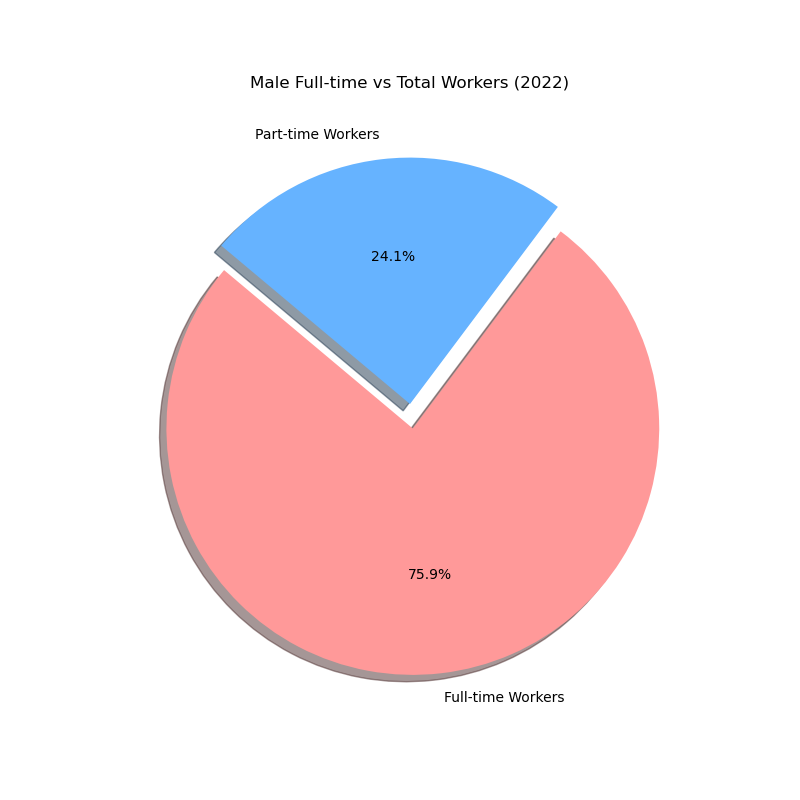 Male Full-time vs Total Workers (2022)
Part-time Workers
24.1%
75.9%
Full-time Workers